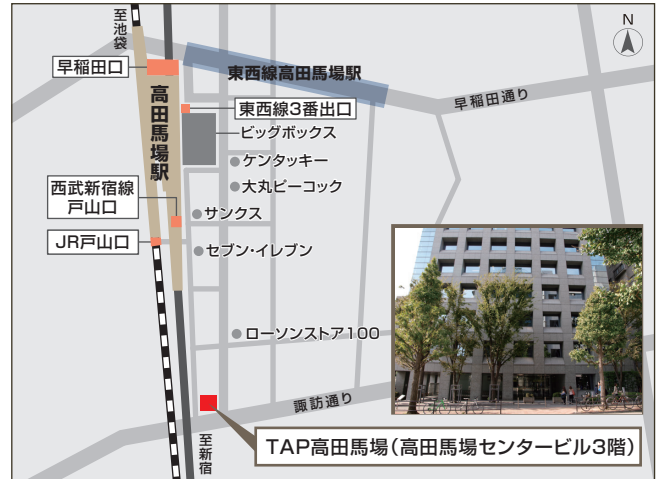 至池袋
N
早稲田口
東西線高田馬場駅
早稲田通り
高田馬場駅
東西線3番出口
ビッグボックス
ケンタッキー
大丸ピーコック
西武新宿線
戸山口
サンクス
JR戸山口
セブン・イレブン
ローソンストア100
諏訪通り
至新宿
TAP高田馬場(高田馬場センタービル3階)